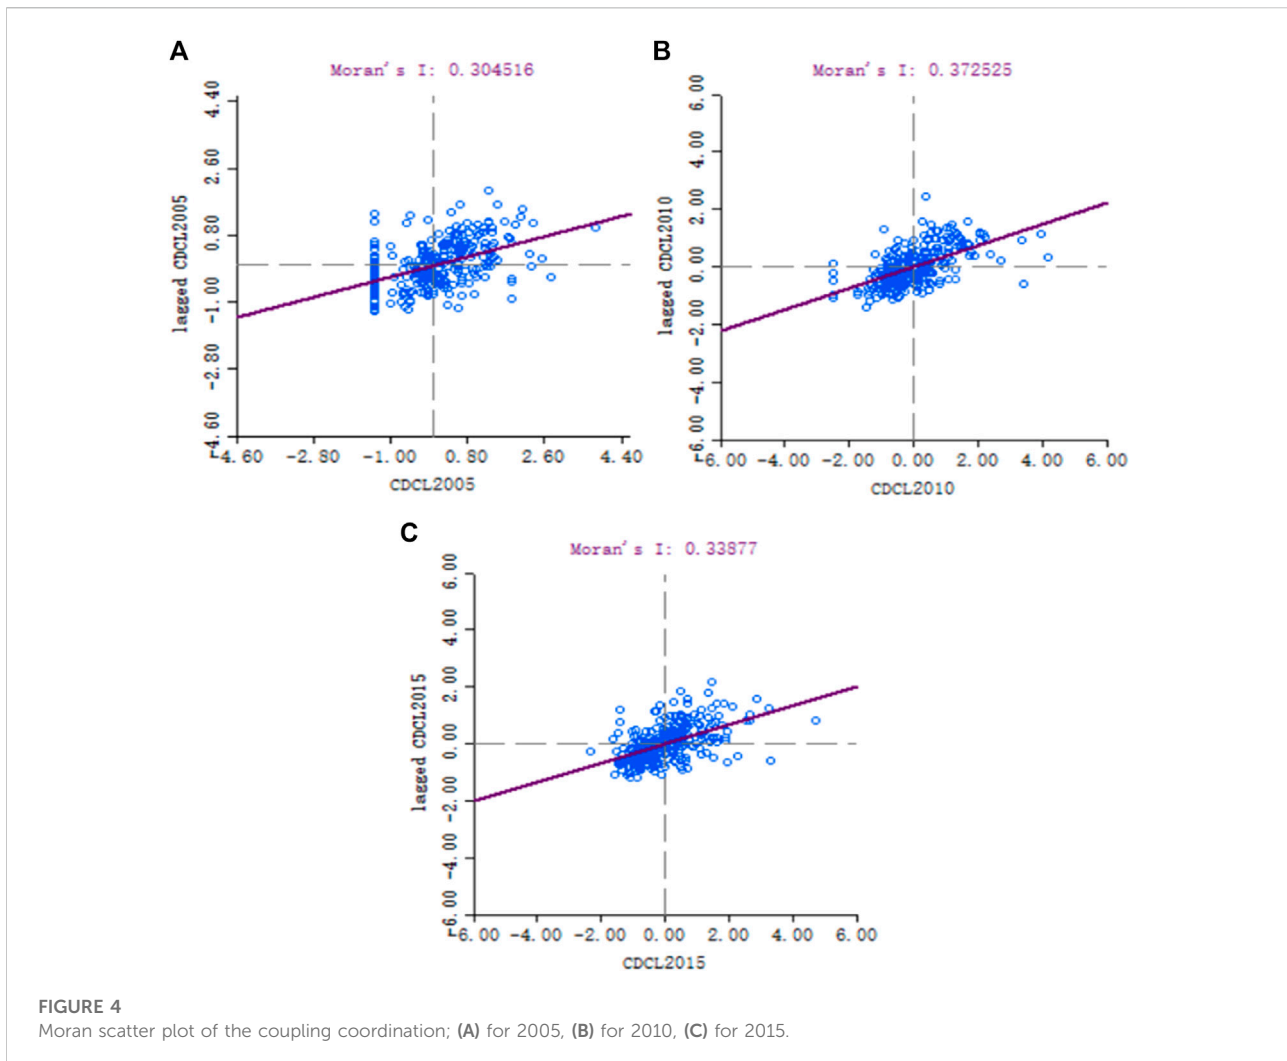 A
Moran's I: 0.304516
4.40
2.60
0.80
-1.00
-2.80
-4.60
lagged CDCL2005
-4.60 -2.80 -1.00 0.80 2.60 4.40
CDCL2005
B
Moran's I: 0.372525
6.00
4.00
2.00
0.00
-2.00
-4.00
-6.00
lagged CDCL2010
-6.00 -4.00 -2.00 0.00 2.00 4.00 6.00
CDCL2010
C
Moran's I: 0.33877
6.00
4.00
2.00
0.00
-2.00
-4.00
-6.00
lagged CDCL2015
-6.00 -4.00 -2.00 0.00 2.00 4.00 6.00
CDCL2015
FIGURE 4
Moran scatter plot of the coupling coordination; (A) for 2005, (B) for 2010, (C) for 2015.